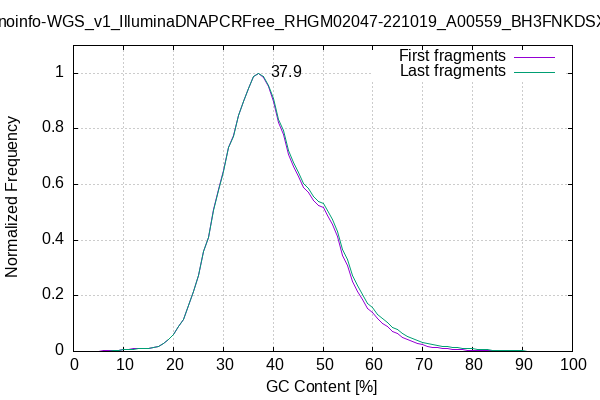 noinfo-WGS_v1_IlluminaDNAPCRFree_RHGM02047-221019_A00559_BH3FNKDSX
First fragments
Last fragments
37.9
Normalized Frequency
1
0.8
0.6
0.4
0.2
0
0 10 20 30 40 50 60 70 80 90 100
GC Content [%]